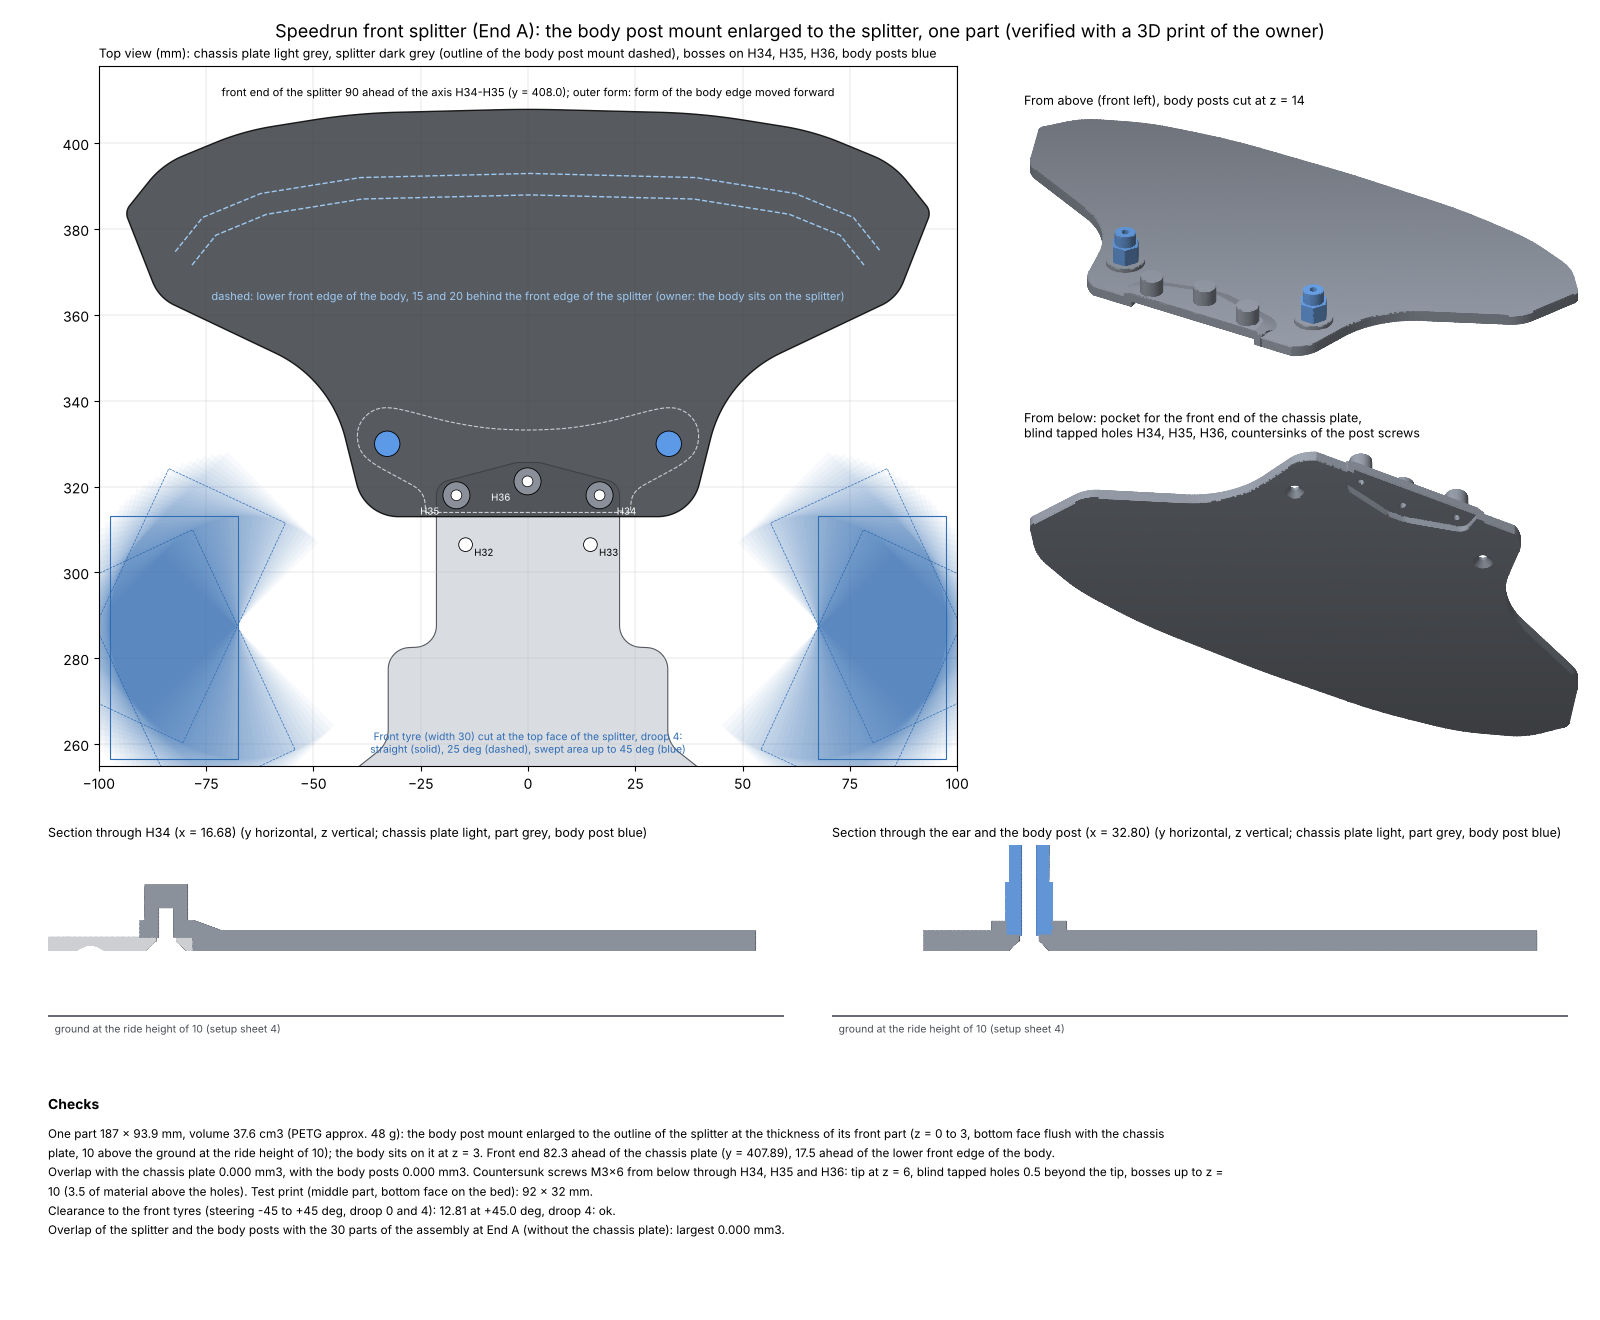 Speedrun front splitter (End A): the body post mount enlarged to the splitter, one part (verified with a 3D print of the owner)
Top view (mm): chassis plate light grey, splitter dark grey (outline of the body post mount dashed), bosses on H34, H35, H36, body posts blue
front end of the splitter 90 ahead of the axis H34-H35 (y = 408.0); outer form: form of the body edge moved forward
400
380
dashed: lower front edge of the body, 15 and 20 behind the front edge of the splitter (owner: the body sits on the splitter)
360
340
320
H36
H35
H34
H32
H33
300
280
260
Front tyre (width 30) cut at the top face of the splitter, droop 4:
straight (solid), 25 deg (dashed), swept area up to 45 deg (blue)
−100
−75
−50
−25
0
25
50
75
100
From above (front left), body posts cut at z = 14
From below: pocket for the front end of the chassis plate,
blind tapped holes H34, H35, H36, countersinks of the post screws
Section through H34 (x = 16.68) (y horizontal, z vertical; chassis plate light, part grey, body post blue)
ground at the ride height of 10 (setup sheet 4)
Section through the ear and the body post (x = 32.80) (y horizontal, z vertical; chassis plate light, part grey, body post blue)
ground at the ride height of 10 (setup sheet 4)
Checks
One part 187 × 93.9 mm, volume 37.6 cm3 (PETG approx. 48 g): the body post mount enlarged to the outline of the splitter at the thickness of its front part (z = 0 to 3, bottom face flush with the chassis
plate, 10 above the ground at the ride height of 10); the body sits on it at z = 3. Front end 82.3 ahead of the chassis plate (y = 407.89), 17.5 ahead of the lower front edge of the body.
Overlap with the chassis plate 0.000 mm3, with the body posts 0.000 mm3. Countersunk screws M3×6 from below through H34, H35 and H36: tip at z = 6, blind tapped holes 0.5 beyond the tip, bosses up to z =
10 (3.5 of material above the holes). Test print (middle part, bottom face on the bed): 92 × 32 mm.
Clearance to the front tyres (steering -45 to +45 deg, droop 0 and 4): 12.81 at +45.0 deg, droop 4: ok.
Overlap of the splitter and the body posts with the 30 parts of the assembly at End A (without the chassis plate): largest 0.000 mm3.